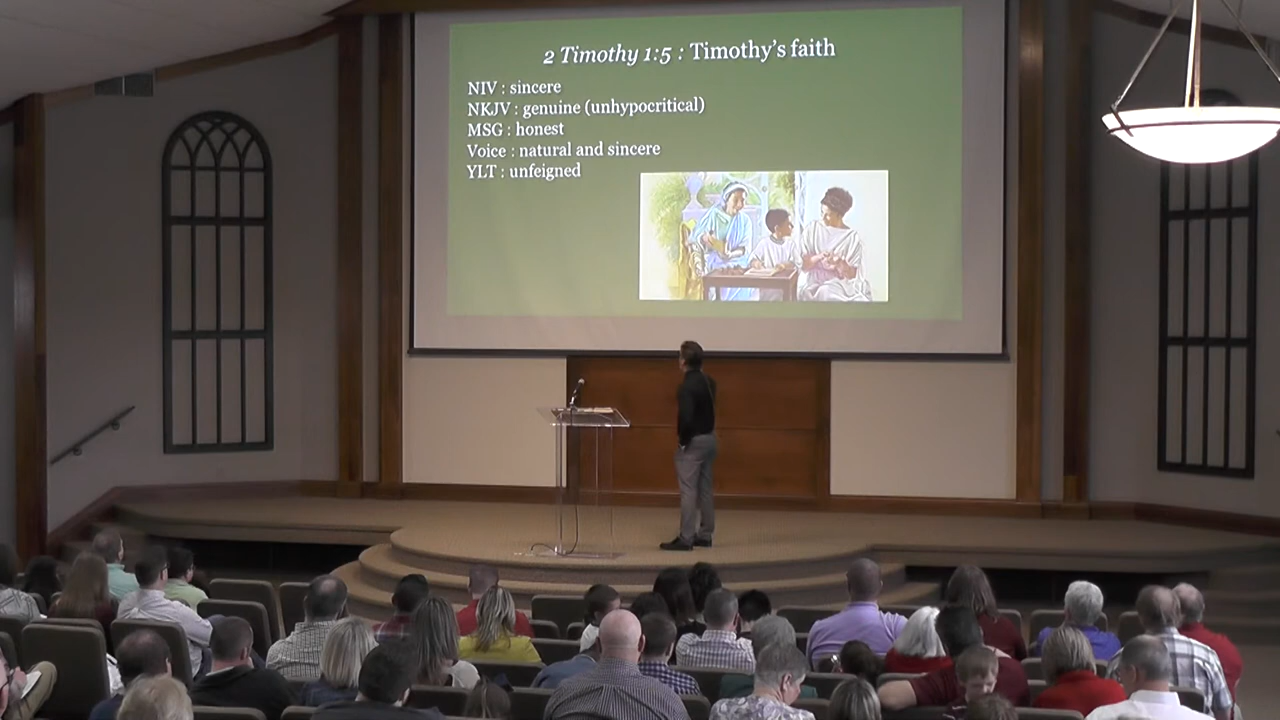 2 Timothy 1:5 : Timothy's faith
NIV : sincere
NKJV : genuine (unhypocritical)
MSG : honest
Voice : natural and sincere
YLT : unfeigned